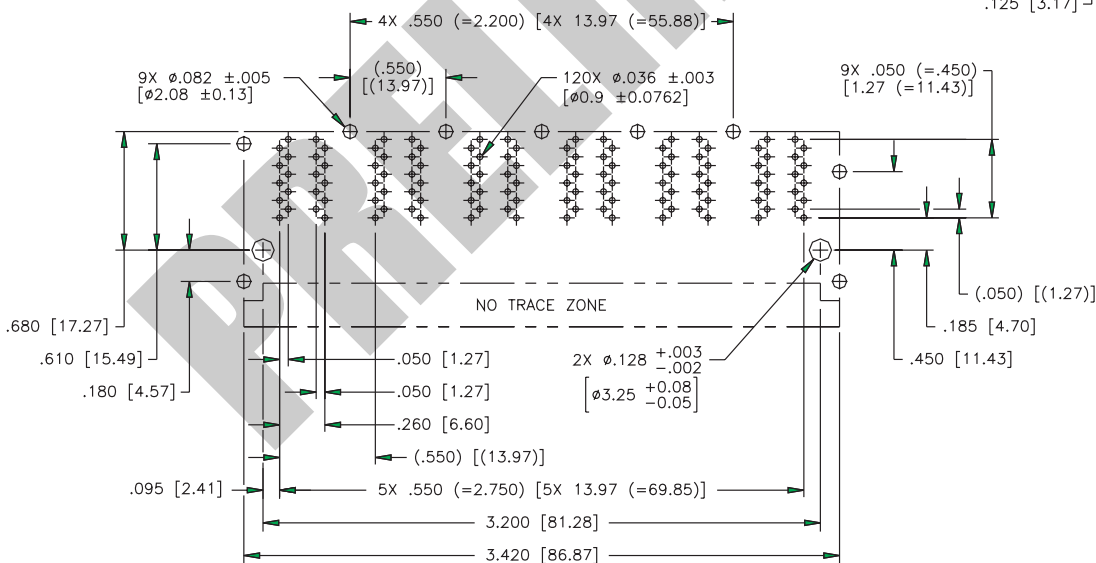 .125 [3.17]
4X .550 (=2.200) [4X 13.97 (=55.88)]
9X ø.082 ±.005
[ø2.08 ±0.13]
(.550)
[(13.97)]
120X ø.036 ±.003
[ø0.9 ±0.0762]
9X .050 (=.450)
[1.27 (=11.43)]
NO TRACE ZONE
(.050) [(1.27)]
.680 [17.27]
.185 [4.70]
.610 [15.49]
.050 [1.27]
2X ø.128 +.003
-.002
.450 [11.43]
.180 [4.57]
.050 [1.27]
[ø3.25 +0.08
-0.05]
.260 [6.60]
(.550) [(13.97)]
.095 [2.41]
5X .550 (=2.750) [5X 13.97 (=69.85)]
3.200 [81.28]
3.420 [86.87]
PRELI